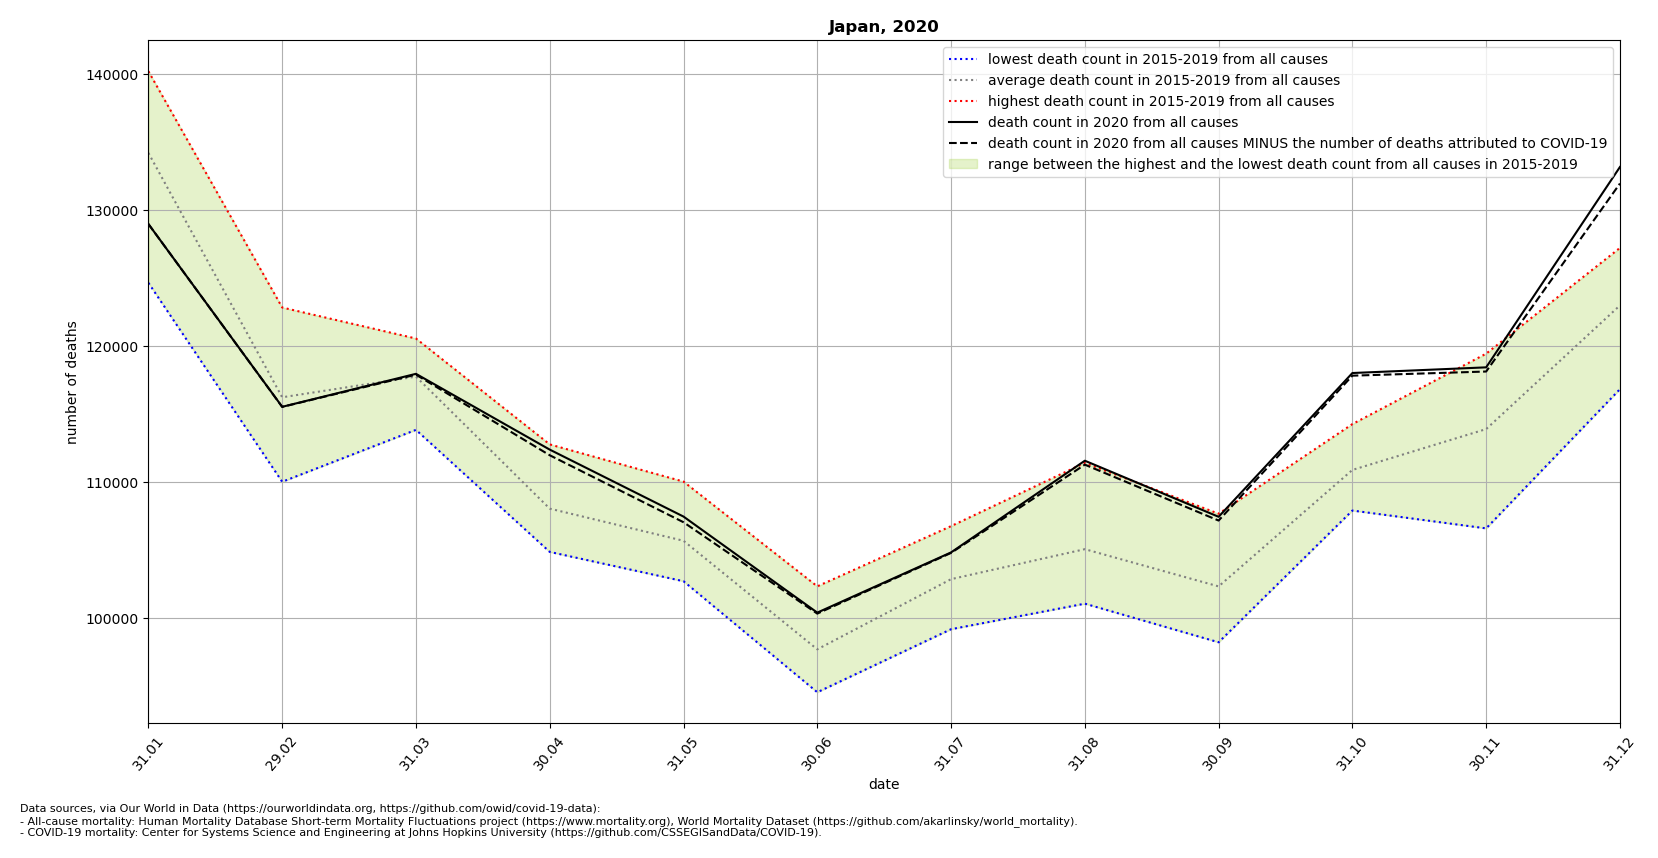 Japan, 2020
lowest death count in 2015-2019 from all causes
average death count in 2015-2019 from all causes
highest death count in 2015-2019 from all causes
death count in 2020 from all causes
death count in 2020 from all causes MINUS the number of deaths attributed to COVID-19
range between the highest and the lowest death count from all causes in 2015-2019
140000
130000
120000
110000
100000
number of deaths
31.01
29.02
31.03
30.04
31.05
30.06
31.07
31.08
30.09
31.10
30.11
31.12
date
Data sources, via Our World in Data (https://ourworldindata.org, https://github.com/owid/covid-19-data):
- All-cause mortality: Human Mortality Database Short-term Mortality Fluctuations project (https://www.mortality.org), World Mortality Dataset (https://github.com/akarlinsky/world_mortality).
- COVID-19 mortality: Center for Systems Science and Engineering at Johns Hopkins University (https://github.com/CSSEGISandData/COVID-19).